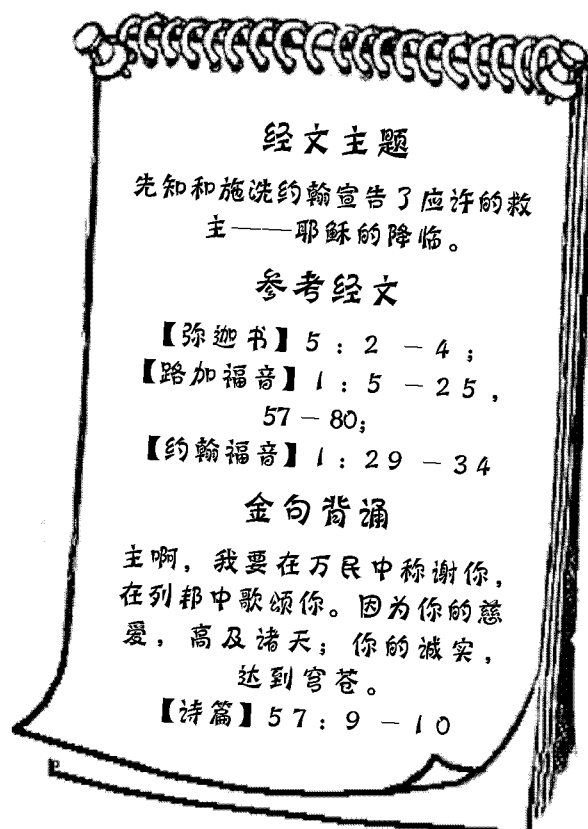 经文主题
先知和施洗约翰宣告了应许的救
主——耶稣的降临。
参考经文
【弥迦书】5：2－4；
【路加福音】1：5－25，
57－80；
【约翰福音】1：29－34
金句背诵
主啊，我要在万民中称谢你，
在列邦中歌颂你。因为你的慈
爱，高及诸天；你的诚实，
达到穹苍。
【诗篇】57：9－10